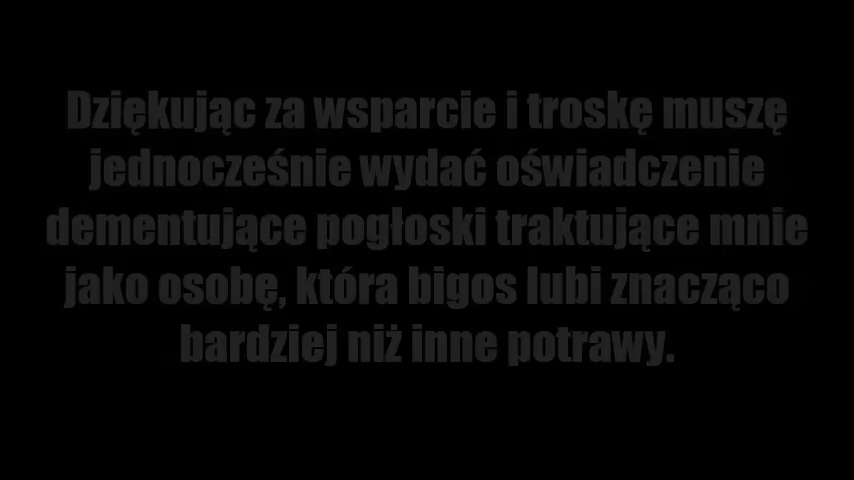 Dziękując za wsparcie i troskę muszę
jednocześnie wydać oświadczenie
dementujące pogłoski traktujące mnie
jako osobę, która bigos lubi znacząco
bardziej niż inne potrawy.